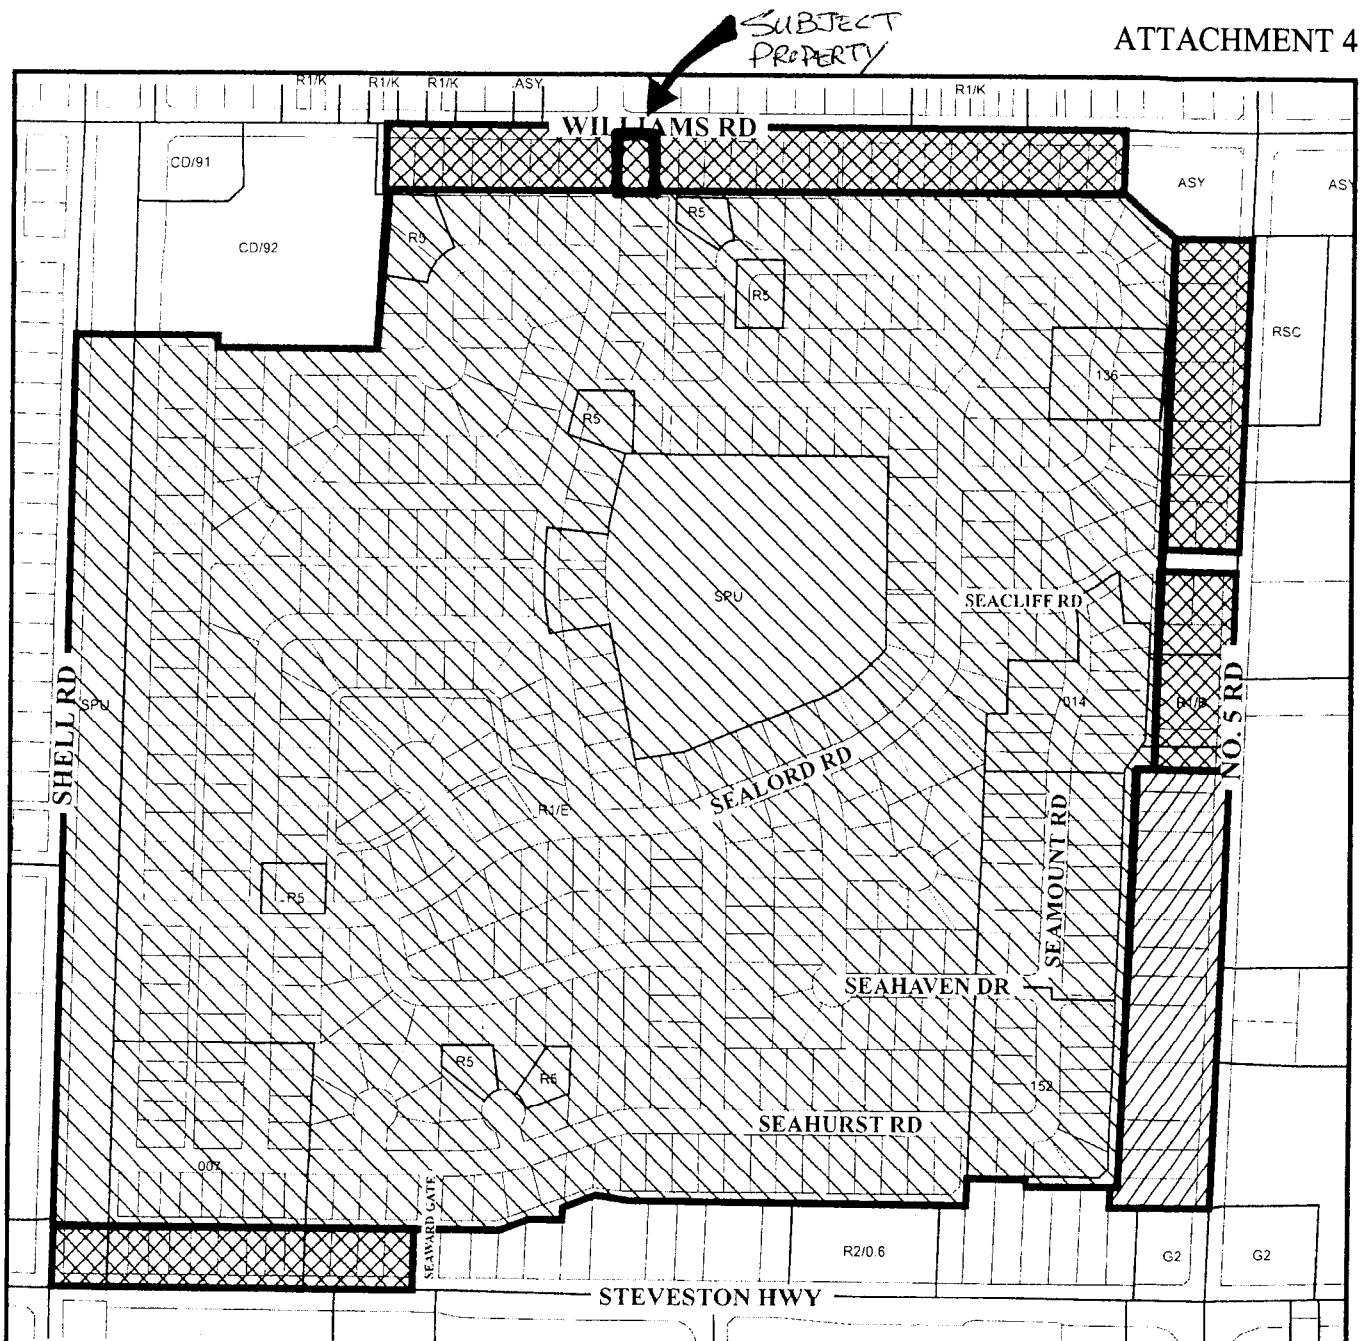 SUBJECT
PROPERTY
ATTACHMENT 4
R1/K
R1/K
R1/K
ASY
R1/K
WILLIAMS RD
CD/91
ASY
ASY
CD/92
R5
R5
R5
RSC
136
R5
SPU
SEACLIFF RD
SHELL RD
SPU
014
R1/B
NO. 5 RD
SEALORD RD
R1/E
SEAMOUNT RD
R5
SEAHAVEN DR
R5
R5
152
SEAHURST RD
007
SEAWARD GATE
R2/0.6
G2
G2
STEVESTON HWY